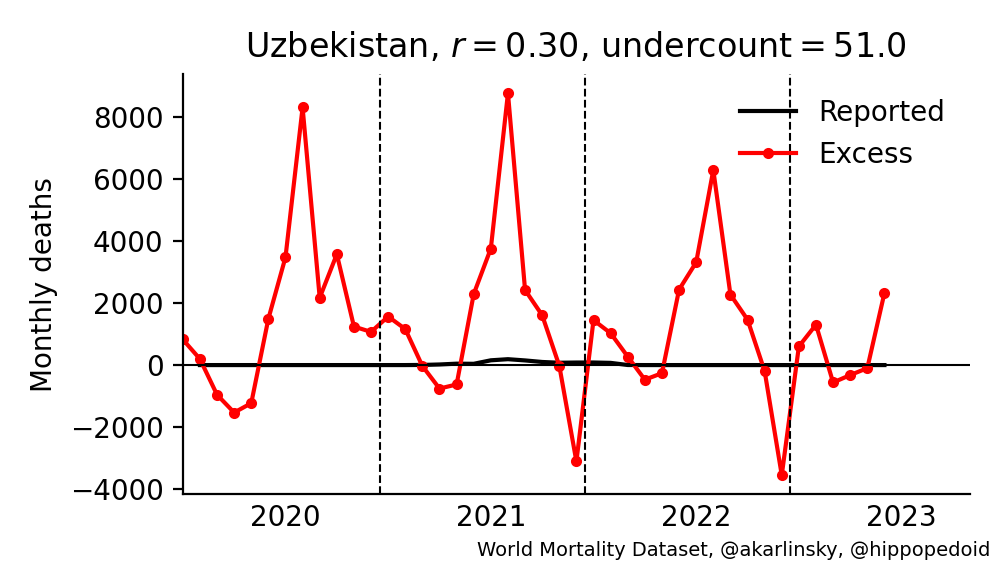 Uzbekistan, r = 0.30, undercount = 51.0
Reported
Excess
Monthly deaths
8000
6000
4000
2000
0
−2000
−4000
2020 2021 2022 2023
World Mortality Dataset, @akarlinsky, @hippopedoid